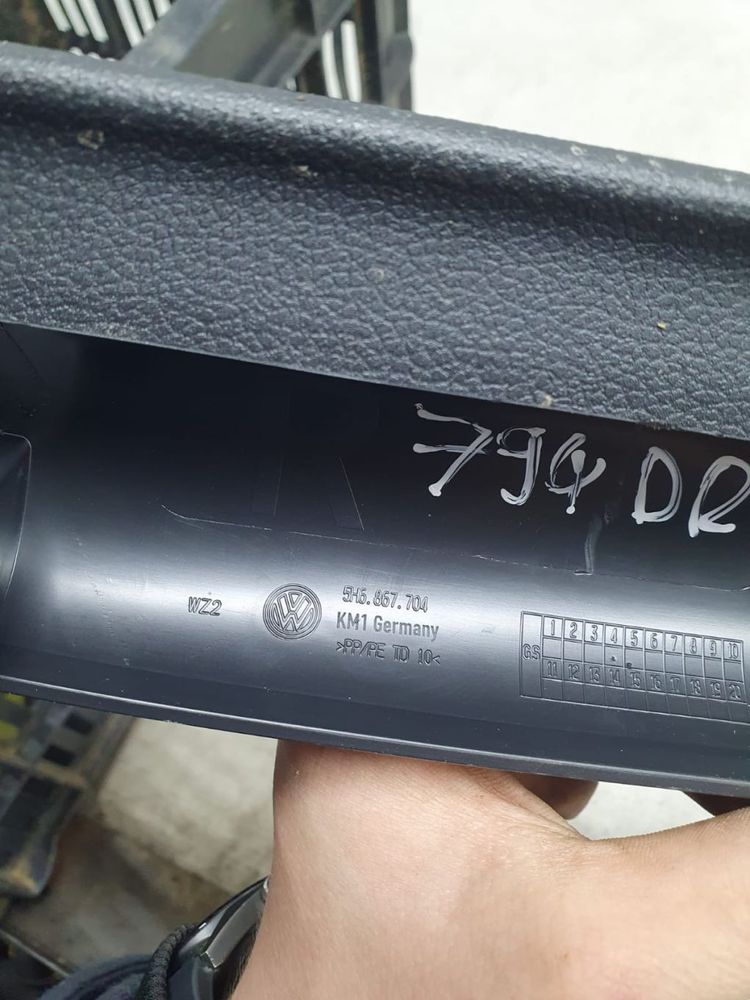 794 DR
WZ2
5H6.867.704
KM1 Germany
>PP/PE TD 10<
GS
1 2 3 4 5 6 7 8 9 10
11 12 13 14 15 16 17 18 19 20